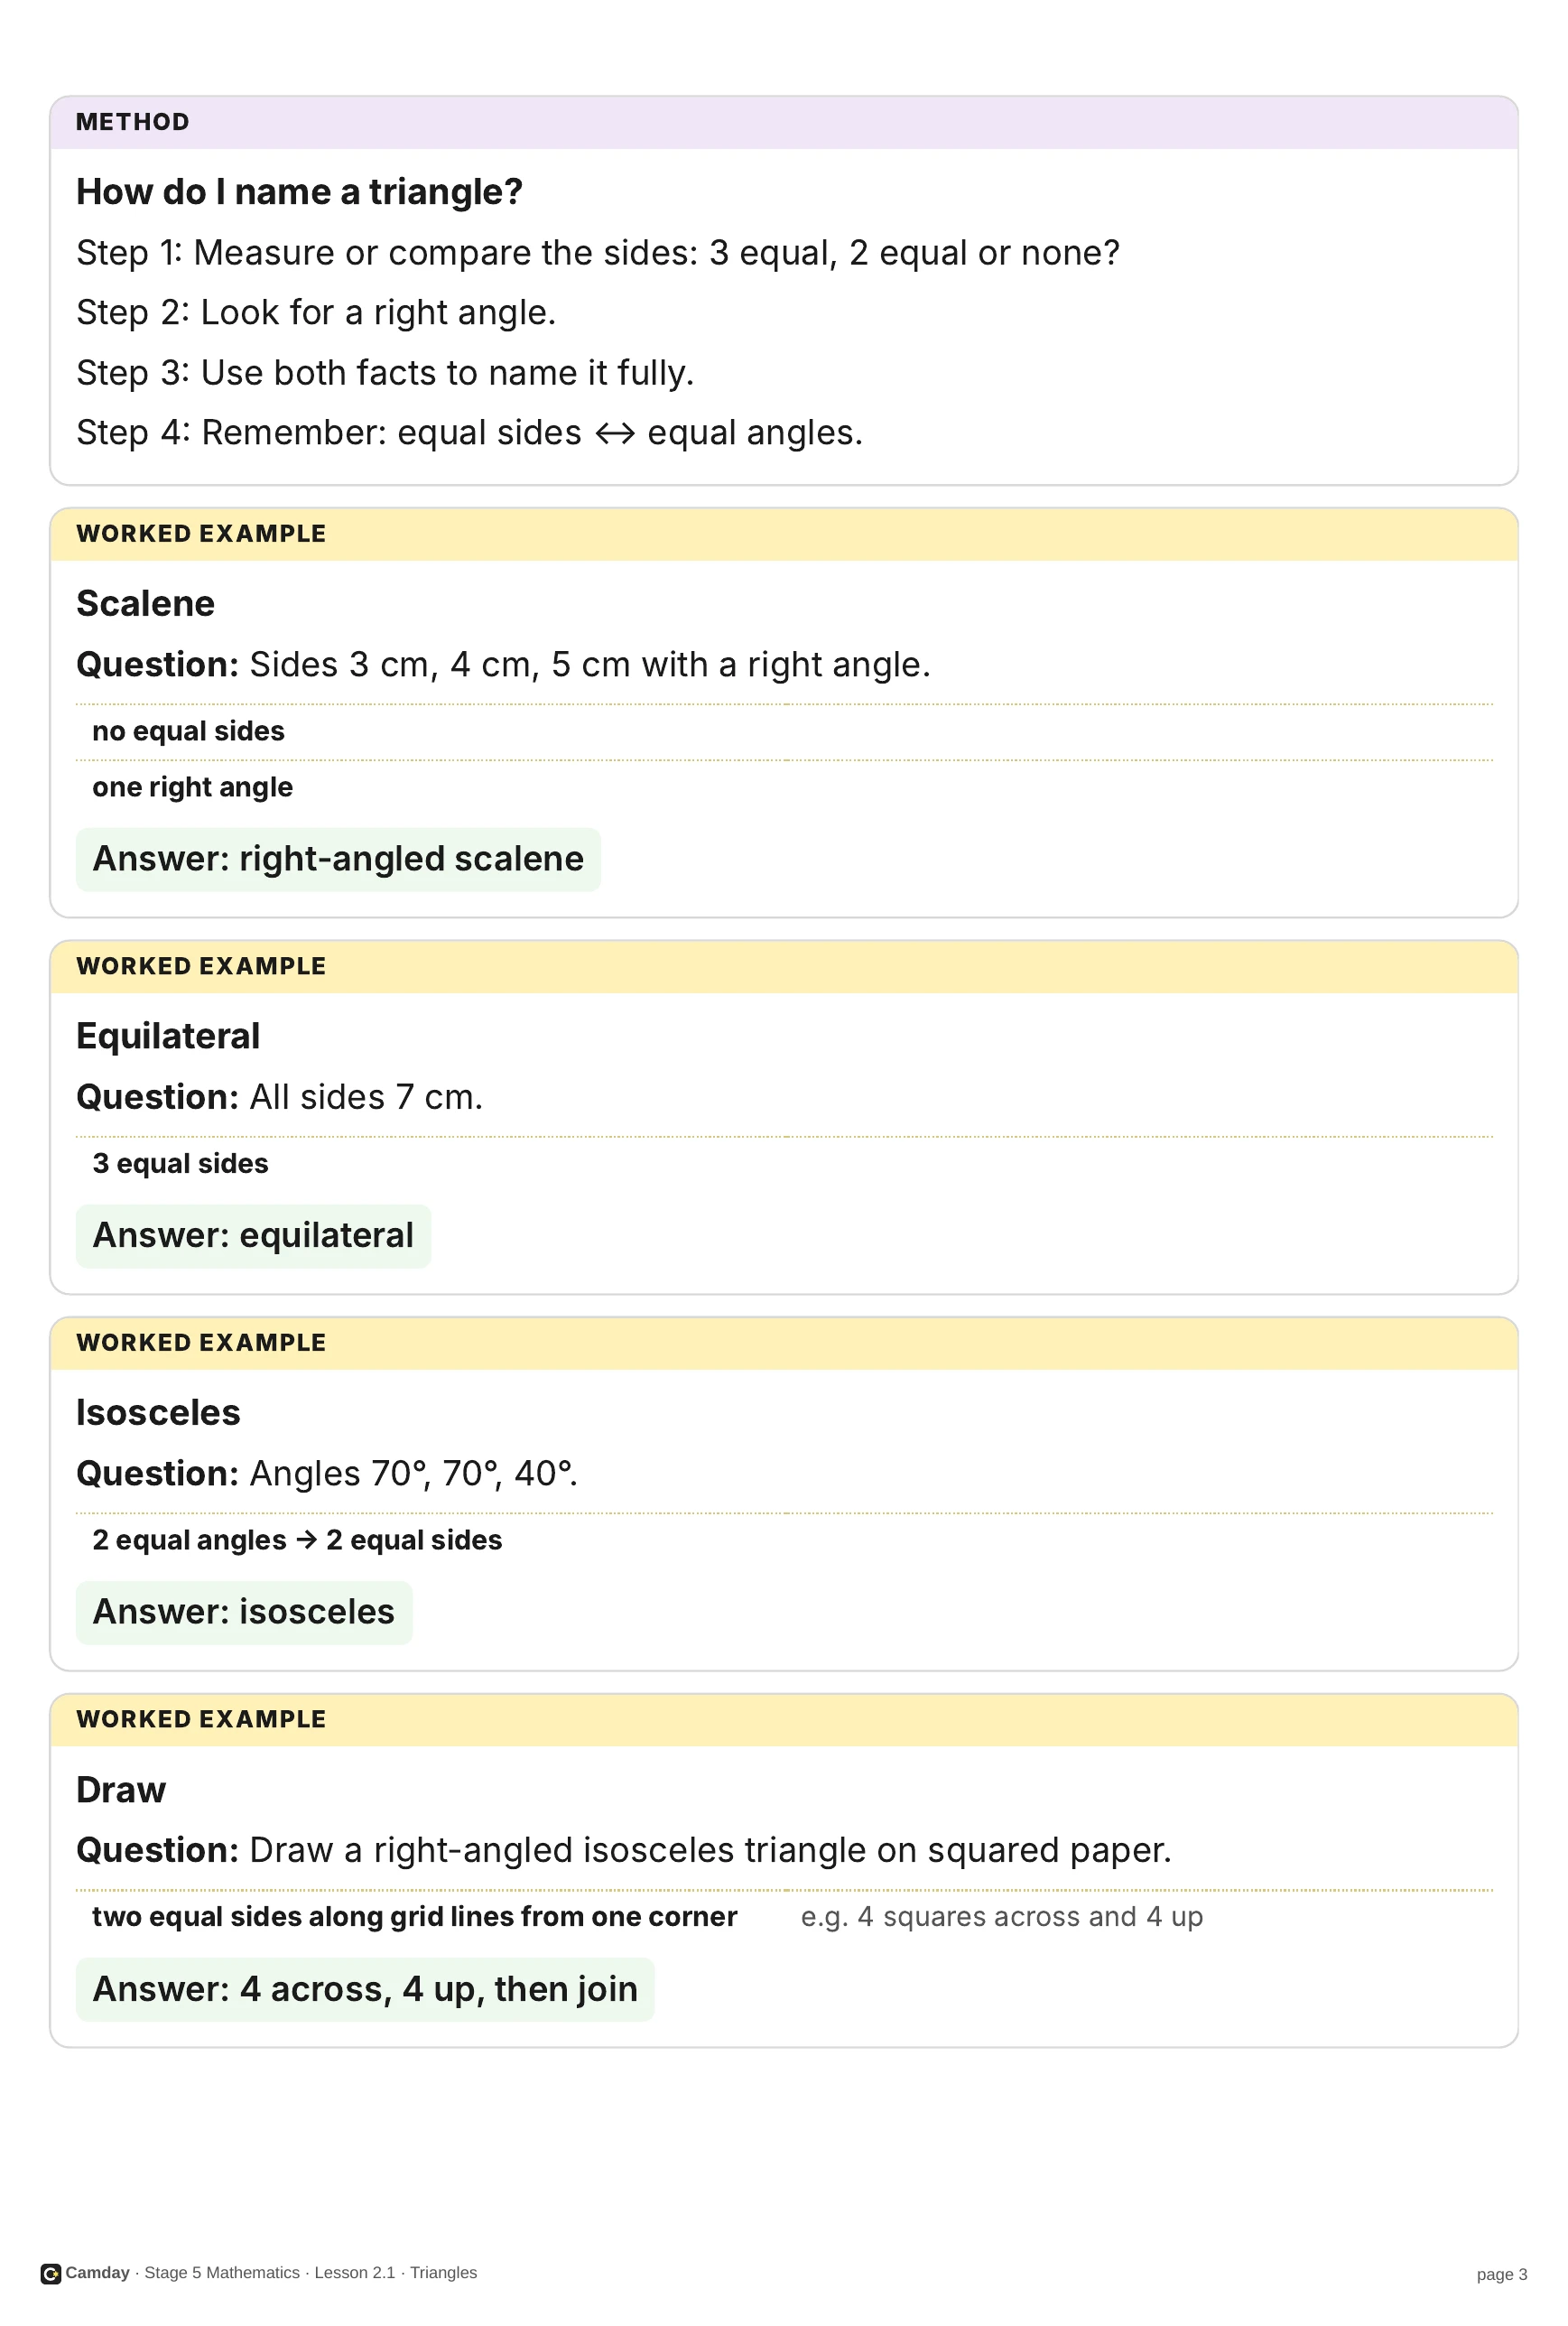 METHOD
How do I name a triangle?
Step 1: Measure or compare the sides: 3 equal, 2 equal or none?
Step 2: Look for a right angle.
Step 3: Use both facts to name it fully.
Step 4: Remember: equal sides ↔ equal angles.
WORKED EXAMPLE
Scalene
Question: Sides 3 cm, 4 cm, 5 cm with a right angle.
no equal sides
one right angle
Answer: right-angled scalene
WORKED EXAMPLE
Equilateral
Question: All sides 7 cm.
3 equal sides
Answer: equilateral
WORKED EXAMPLE
Isosceles
Question: Angles 70°, 70°, 40°.
2 equal angles → 2 equal sides
Answer: isosceles
WORKED EXAMPLE
Draw
Question: Draw a right-angled isosceles triangle on squared paper.
two equal sides along grid lines from one corner e.g. 4 squares across and 4 up
Answer: 4 across, 4 up, then join
Camday · Stage 5 Mathematics · Lesson 2.1 · Triangles page 3